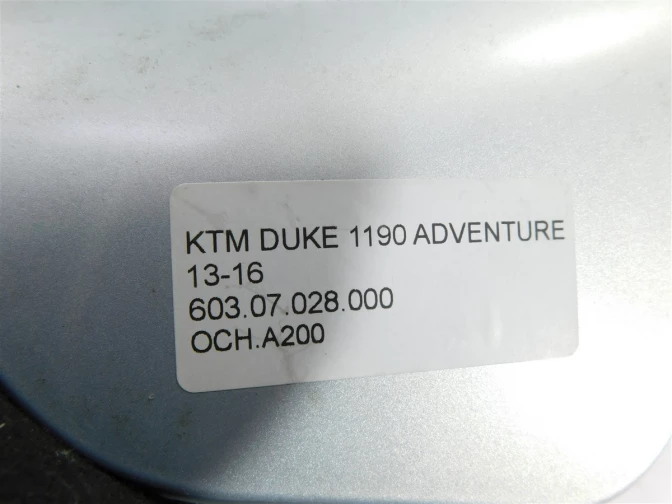 KTM DUKE 1190 ADVENTURE
13-16
603.07.028.000
OCH.A200